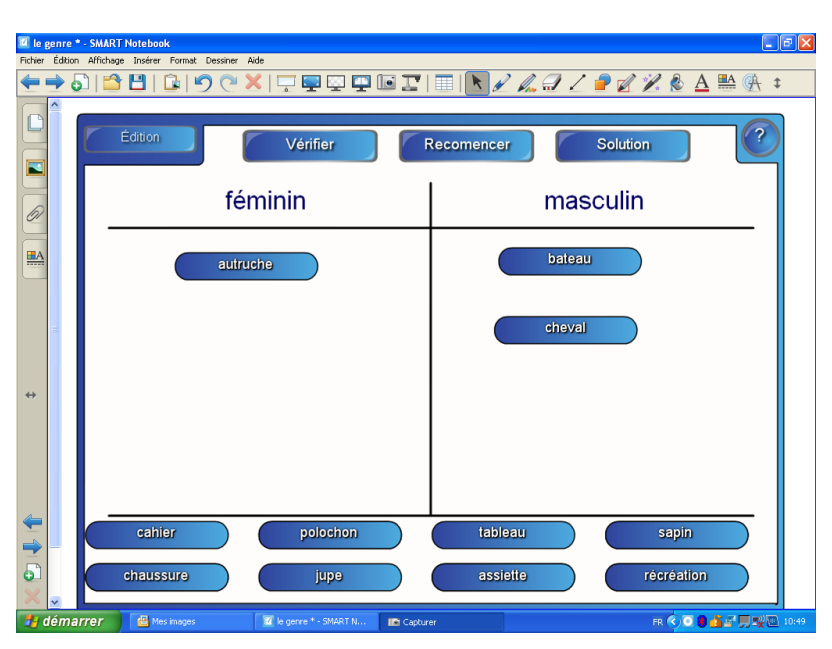 le genre * - SMART Notebook
Fichier Édition Affichage Insérer Format Dessiner Aide
Édition Vérifier Recomencer Solution ?
féminin masculin
autruche bateau
cheval
cahier polochon tableau sapin
chaussure jupe assiette récréation
démarrer Mes images le genre * - SMART N... Capturer FR 10:49